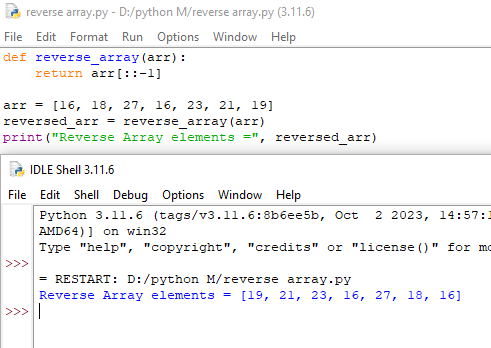 reverse array.py - D:/python M/reverse array.py (3.11.6)
File Edit Format Run Options Window Help
def reverse_array(arr):
    return arr[::-1]
arr = [16, 18, 27, 16, 23, 21, 19]
reversed_arr = reverse_array(arr)
print("Reverse Array elements =", reversed_arr)
IDLE Shell 3.11.6
File Edit Shell Debug Options Window Help
Python 3.11.6 (tags/v3.11.6:8b6ee5b, Oct  2 2023, 14:57:1
AMD64)] on win32
Type "help", "copyright", "credits" or "license()" for mo
>>>
= RESTART: D:/python M/reverse array.py
Reverse Array elements = [19, 21, 23, 16, 27, 18, 16]
>>>